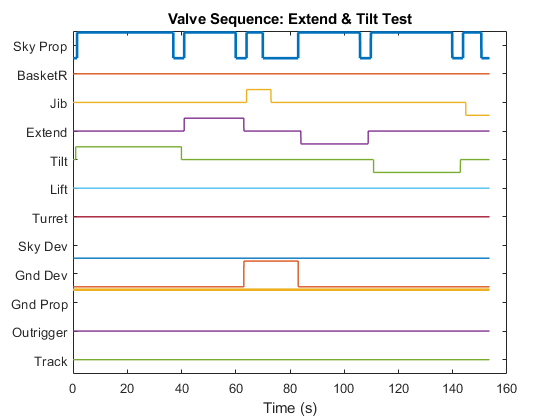 Valve Sequence: Extend & Tilt Test
Sky Prop
BasketR
Jib
Extend
Tilt
Lift
Turret
Sky Dev
Gnd Dev
Gnd Prop
Outrigger
Track
0 20 40 60 80 100 120 140 160
Time (s)